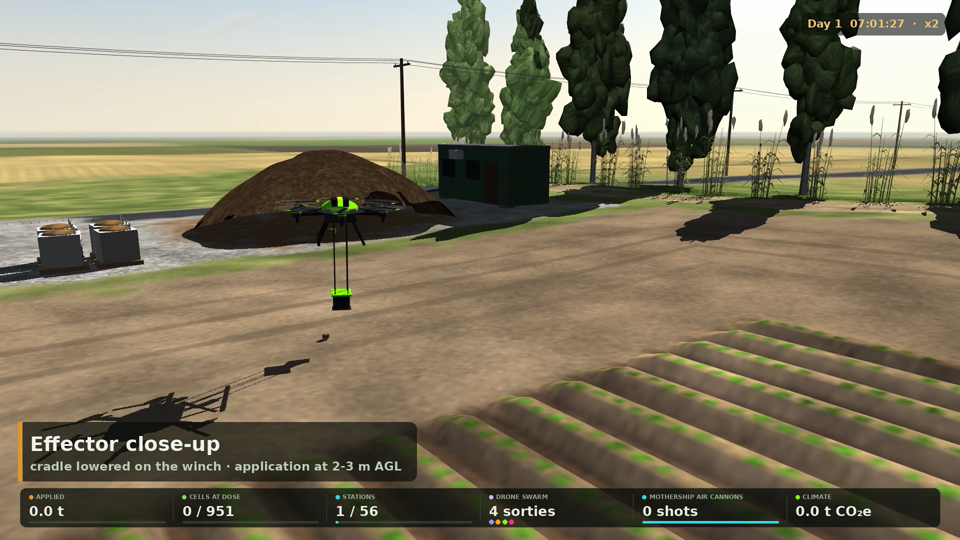 Day 1 07:01:27 · x2
Effector close-up
cradle lowered on the winch · application at 2-3 m AGL
APPLIED
0.0 t
CELLS AT DOSE
0 / 951
STATIONS
1 / 56
DRONE SWARM
4 sorties
MOTHERSHIP AIR CANNONS
0 shots
CLIMATE
0.0 t CO₂e